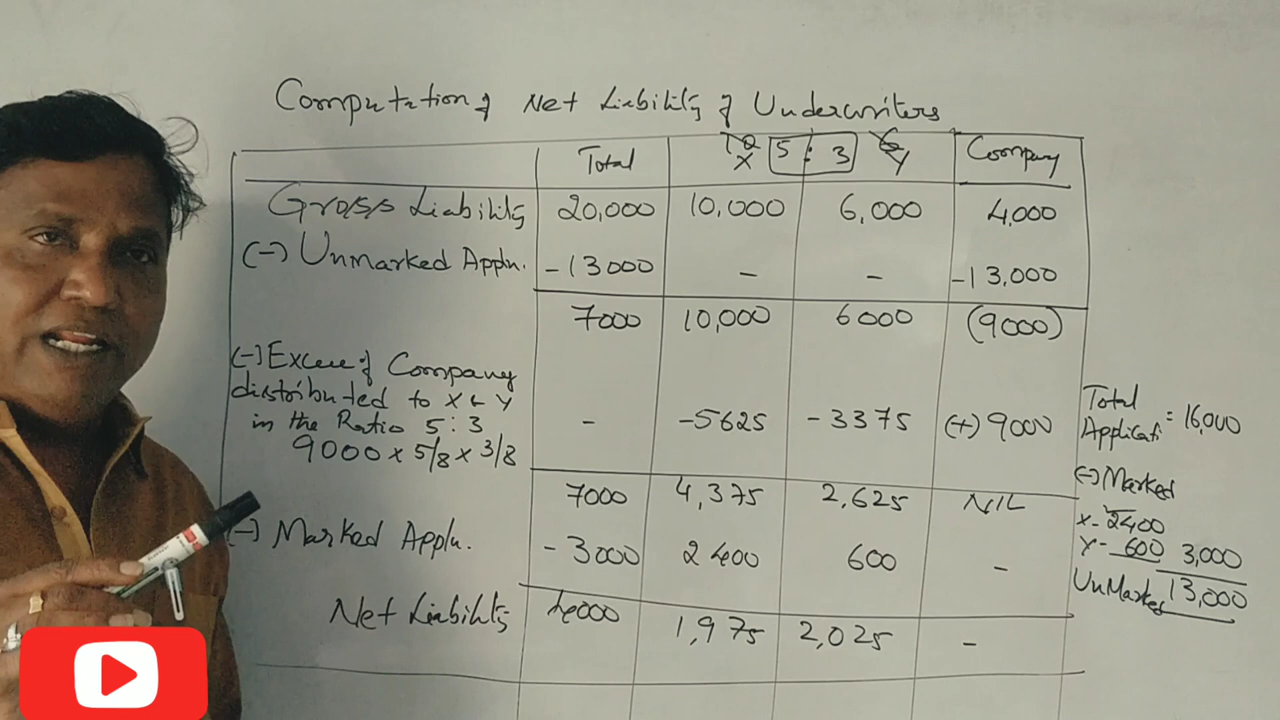 Computation of Net Liability of Underwriters
Total X 5 : 3 Y Company
Gross Liability 20,000 10,000 6,000 4,000
(-) Unmarked Appln. -13000 - - -13,000
7000 10,000 6000 (9000)
(-) Excess of Company
distributed to X & Y
in the Ratio 5:3 - -5625 -3375 (+) 9000
9000 x 5/8 x 3/8
7000 4,375 2,625 NIL
(-) Marked Appln. -3000 2400 600 -
Net Liability 4000 1,975 2,025 -
Total
Applicati = 16,000
(-) Marked
X- 2400
Y- 600 3,000
UnMarked 13,000